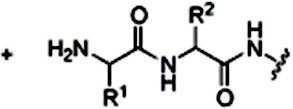 O R² H
+ H₂N N N
R¹ H O